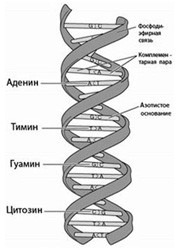 G⋮C
Фосфоди-
эфирная
связь
Комплемен-
тарная пара
Т⋮А
Аденин
А⋮Т
Азотистое
основание
Тимин
Т⋮А
Гуамин
G⋮C
Цитозин
Т⋮А